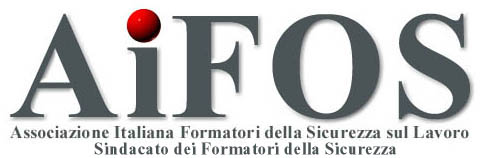 AiFOS
Associazione Italiana Formatori della Sicurezza sul Lavoro
Sindacato dei Formatori della Sicurezza